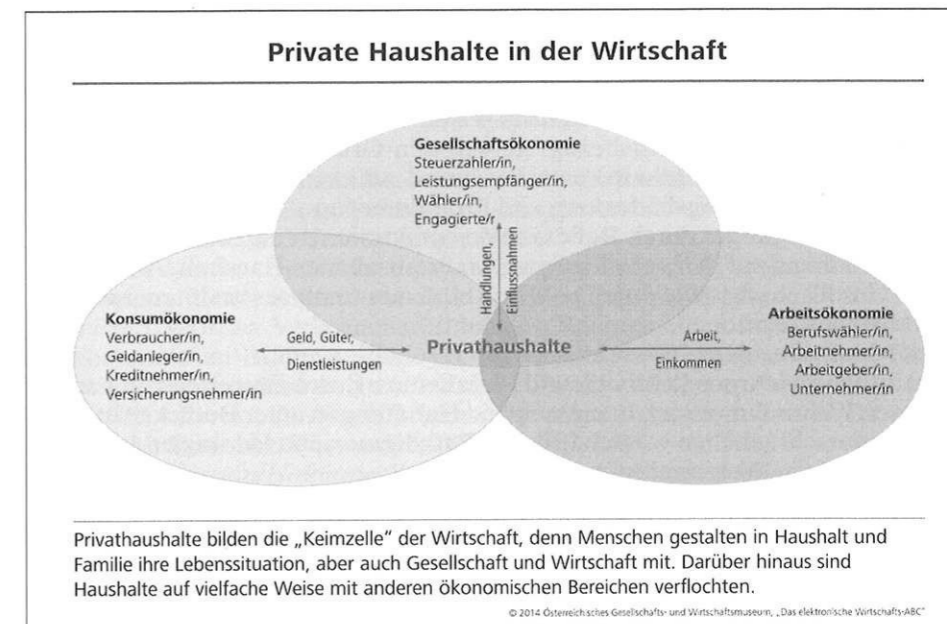 Private Haushalte in der Wirtschaft
Gesellschaftsökonomie
Steuerzahler/in,
Leistungsempfänger/in,
Wähler/in,
Engagierte/r
Handlungen,
Einflussnahmen
Konsumökonomie
Verbraucher/in,
Geldanleger/in,
Kreditnehmer/in,
Versicherungsnehmer/in
Geld, Güter,
Dienstleistungen
Privathaushalte
Arbeit,
Einkommen
Arbeitsökonomie
Berufswähler/in,
Arbeitnehmer/in,
Arbeitgeber/in,
Unternehmer/in
Privathaushalte bilden die „Keimzelle" der Wirtschaft, denn Menschen gestalten in Haushalt und
Familie ihre Lebenssituation, aber auch Gesellschaft und Wirtschaft mit. Darüber hinaus sind
Haushalte auf vielfache Weise mit anderen ökonomischen Bereichen verflochten.
© 2014 Österreichisches Gesellschafts- und Wirtschaftsmuseum, „Das elektronische Wirtschafts-ABC"